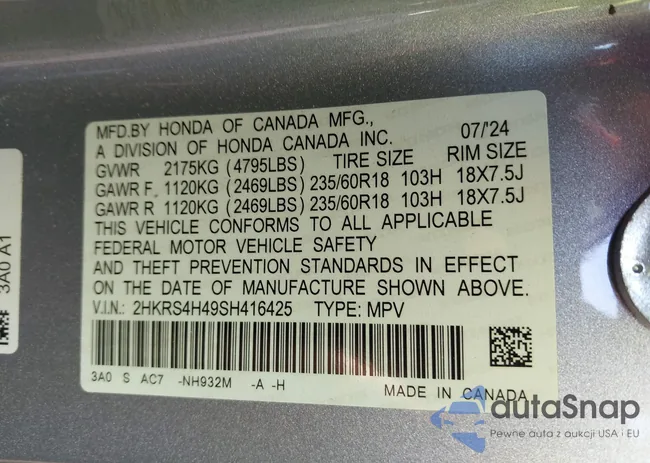 MFD.BY HONDA OF CANADA MFG.,
A DIVISION OF HONDA CANADA INC. 07/'24
GVWR 2175KG (4795LBS) TIRE SIZE RIM SIZE
GAWR F 1120KG (2469LBS) 235/60R18 103H 18X7.5J
GAWR R 1120KG (2469LBS) 235/60R18 103H 18X7.5J
THIS VEHICLE CONFORMS TO ALL APPLICABLE
FEDERAL MOTOR VEHICLE SAFETY
AND THEFT PREVENTION STANDARDS IN EFFECT
ON THE DATE OF MANUFACTURE SHOWN ABOVE.
V.I.N.: 2HKRS4H49SH416425 TYPE: MPV
3A0 S AC7 -NH932M -A -H
MADE IN CANADA
3A0 A1
autaSnap
Pewne auta z aukcji USA i EU